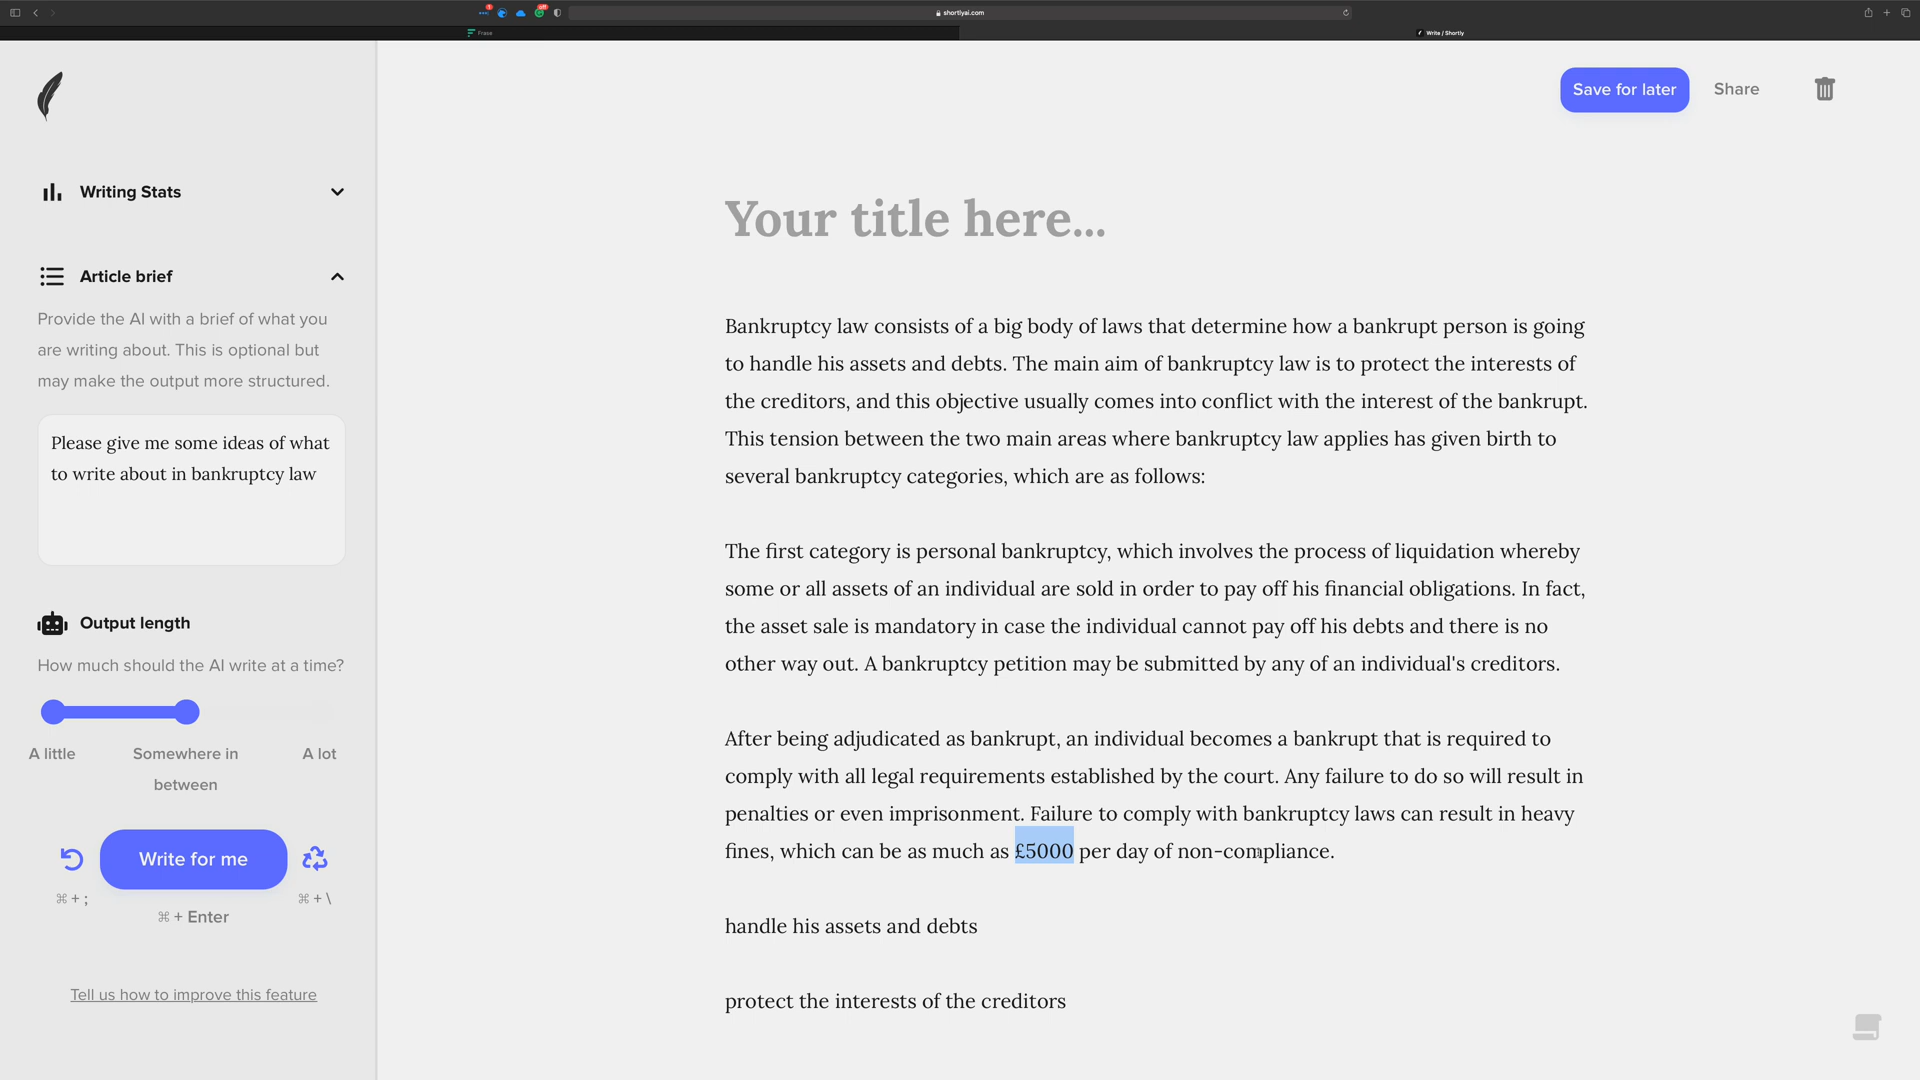 shortlyai.com
Frase
Write / Shortly
Save for later
Share
Writing Stats
Article brief
Provide the AI with a brief of what you
are writing about. This is optional but
may make the output more structured.
Please give me some ideas of what
to write about in bankruptcy law
Output length
How much should the AI write at a time?
A little
Somewhere in
between
A lot
Write for me
⌘ + ;
⌘ + \
⌘ + Enter
Tell us how to improve this feature
Your title here...
Bankruptcy law consists of a big body of laws that determine how a bankrupt person is going
to handle his assets and debts. The main aim of bankruptcy law is to protect the interests of
the creditors, and this objective usually comes into conflict with the interest of the bankrupt.
This tension between the two main areas where bankruptcy law applies has given birth to
several bankruptcy categories, which are as follows:
The first category is personal bankruptcy, which involves the process of liquidation whereby
some or all assets of an individual are sold in order to pay off his financial obligations. In fact,
the asset sale is mandatory in case the individual cannot pay off his debts and there is no
other way out. A bankruptcy petition may be submitted by any of an individual's creditors.
After being adjudicated as bankrupt, an individual becomes a bankrupt that is required to
comply with all legal requirements established by the court. Any failure to do so will result in
penalties or even imprisonment. Failure to comply with bankruptcy laws can result in heavy
fines, which can be as much as £5000 per day of non-compliance.
handle his assets and debts
protect the interests of the creditors